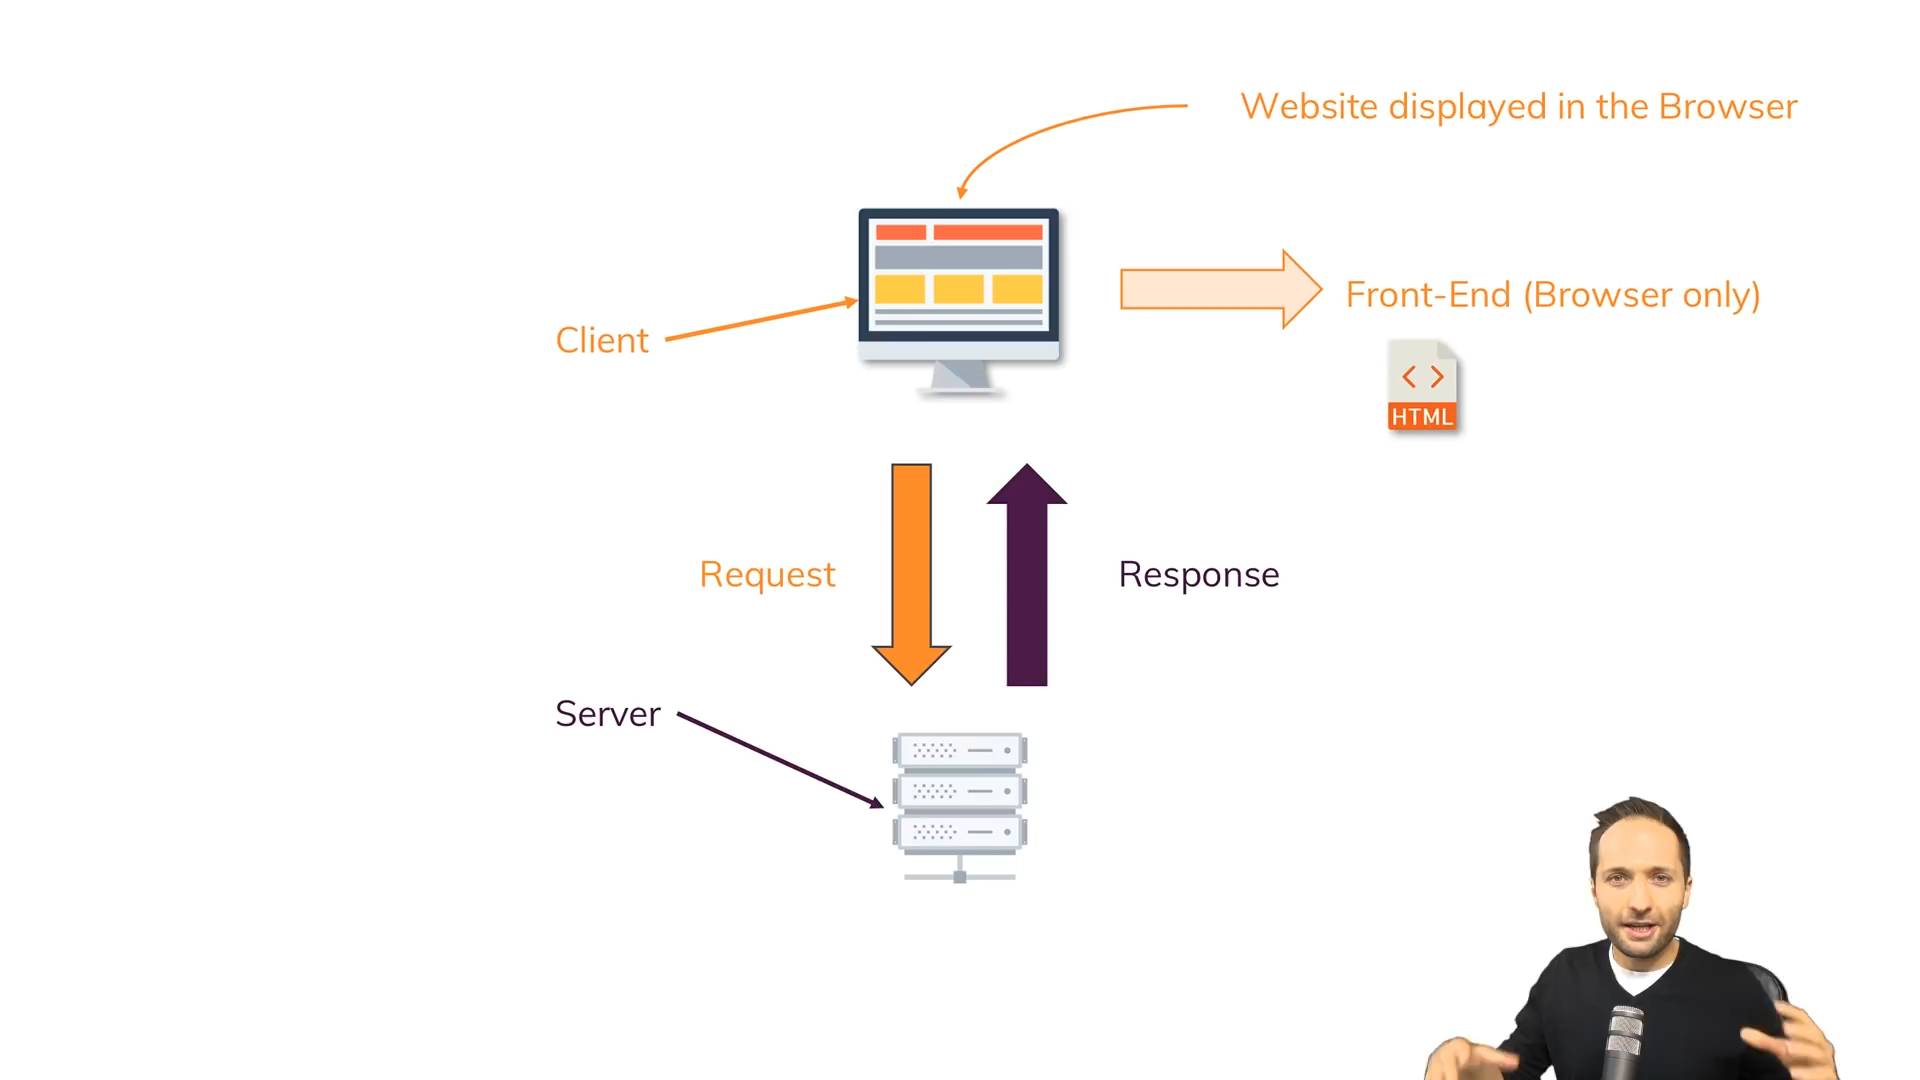 Website displayed in the Browser
Front-End (Browser only)
Client
HTML
Request
Response
Server